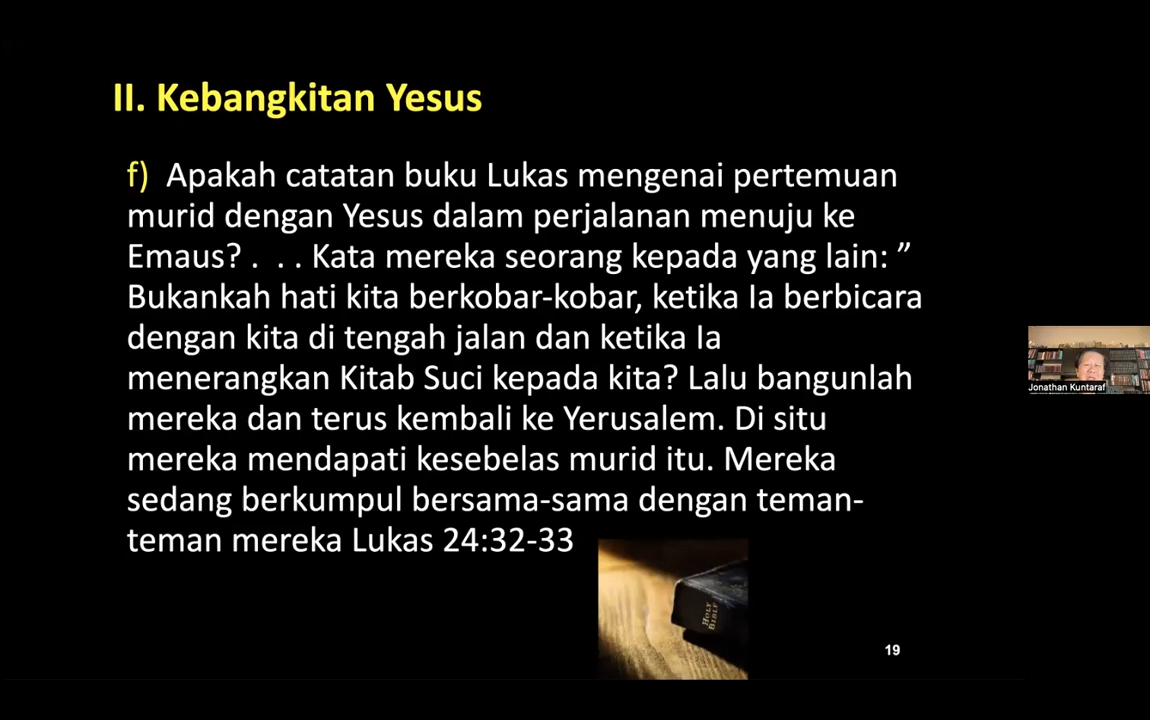 II. Kebangkitan Yesus
f) Apakah catatan buku Lukas mengenai pertemuan
murid dengan Yesus dalam perjalanan menuju ke
Emaus? . . . Kata mereka seorang kepada yang lain: ”
Bukankah hati kita berkobar-kobar, ketika Ia berbicara
dengan kita di tengah jalan dan ketika Ia
menerangkan Kitab Suci kepada kita? Lalu bangunlah
mereka dan terus kembali ke Yerusalem. Di situ
mereka mendapati kesebelas murid itu. Mereka
sedang berkumpul bersama-sama dengan teman-
teman mereka Lukas 24:32-33
Jonathan Kuntaraf
HOLY
BIBLE
19